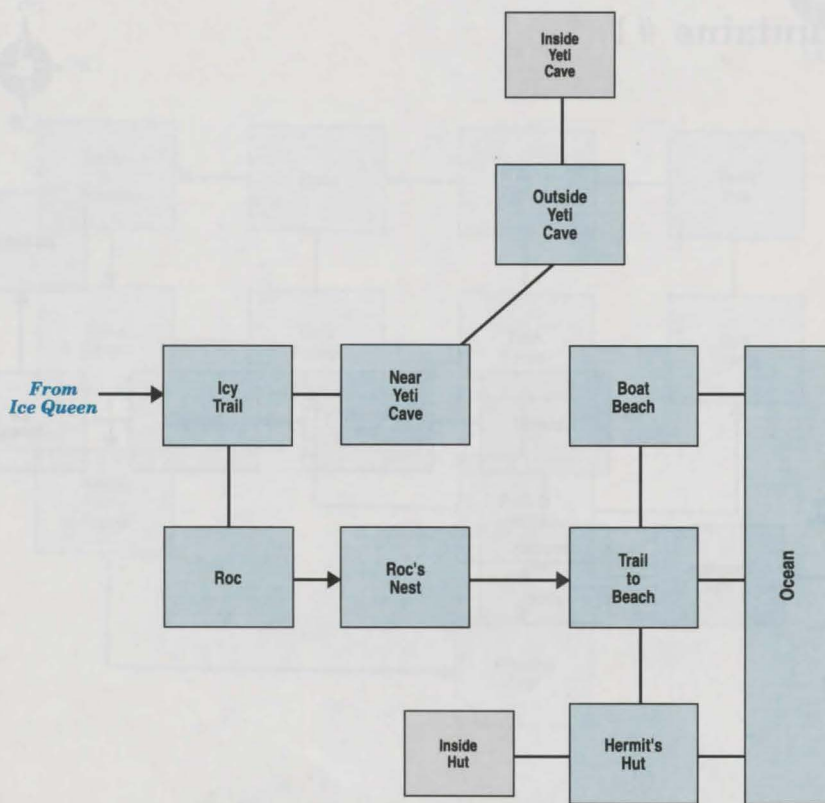 Inside
Yeti
Cave
Outside
Yeti
Cave
From
Ice Queen
Icy
Trail
Near
Yeti
Cave
Boat
Beach
Roc
Roc's
Nest
Trail
to
Beach
Ocean
Inside
Hut
Hermit's
Hut